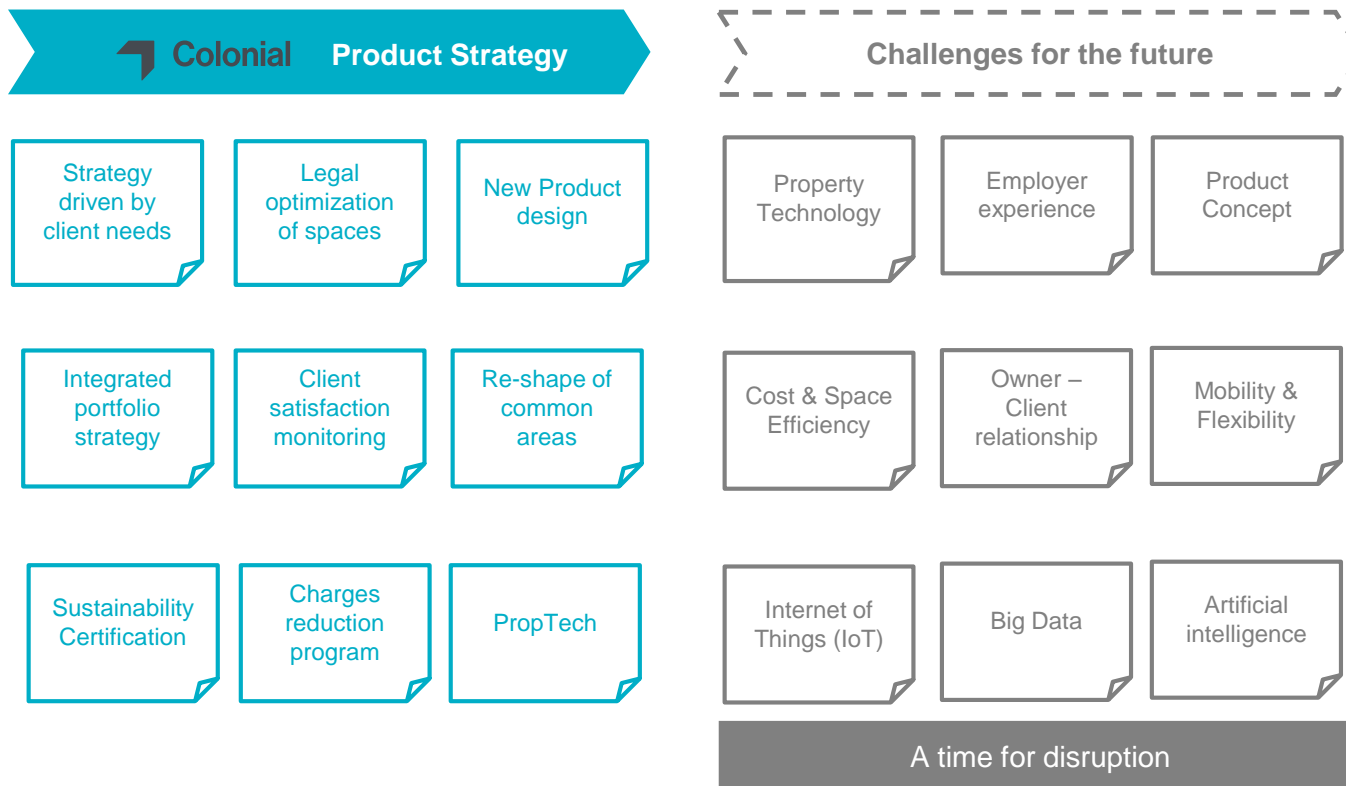 Colonial Product Strategy
Strategy
driven by
client needs
Legal
optimization
of spaces
New Product
design
Integrated
portfolio
strategy
Client
satisfaction
monitoring
Re-shape of
common
areas
Sustainability
Certification
Charges
reduction
program
PropTech
Challenges for the future
Property
Technology
Employer
experience
Product
Concept
Cost & Space
Efficiency
Owner –
Client
relationship
Mobility &
Flexibility
Internet of
Things (IoT)
Big Data
Artificial
intelligence
A time for disruption